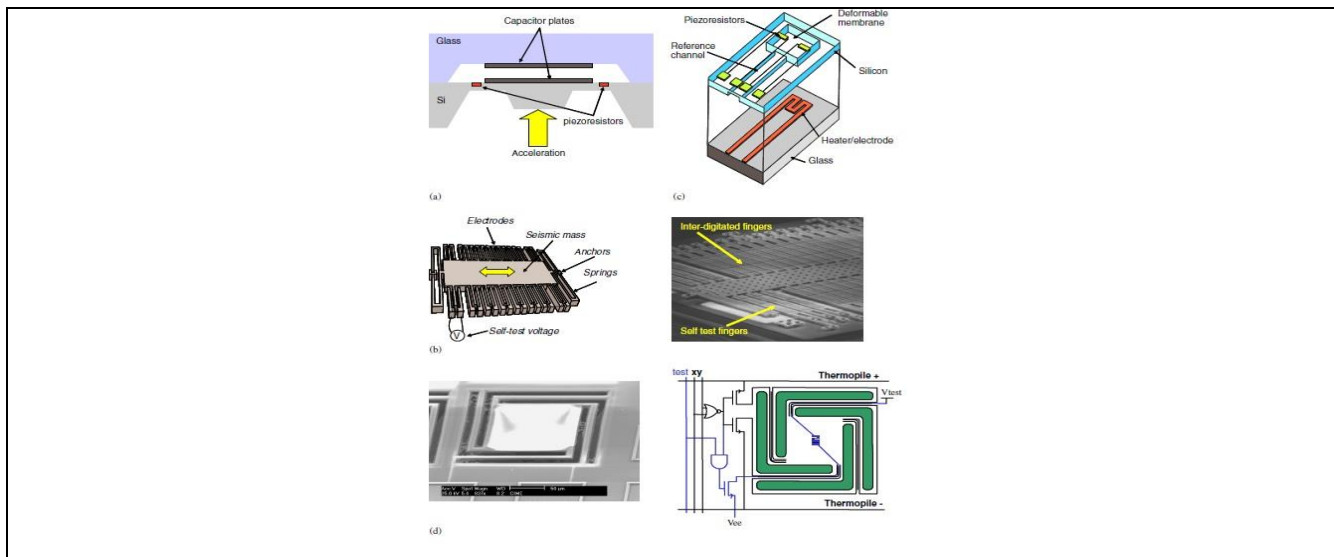 Capacitor plates
Glass
Si
piezoresistors
Acceleration
(a)
Piezoresistors
Deformable
membrane
Reference
channel
Silicon
Heater/electrode
Glass
(c)
Electrodes
Seismic mass
Anchors
Springs
V
Self-test voltage
(b)
Inter-digitated fingers
Self test fingers
(d)
test xy
Thermopile +
Vtest
Thermopile -
Vee